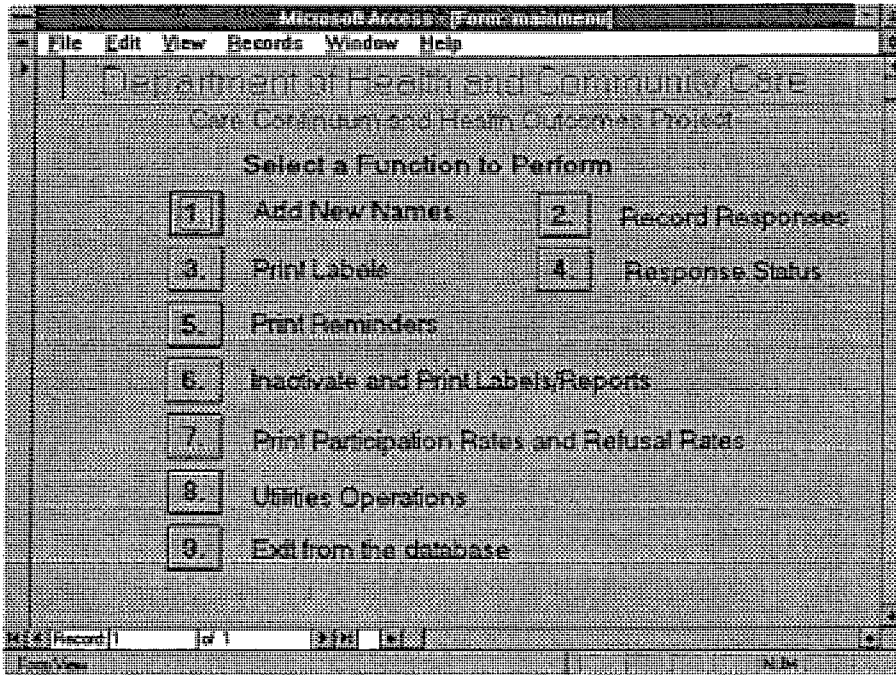 Microsoft Access - [Form: mainmenu]
File Edit View Records Window Help
Department of Health and Community Care
Care Continuum and Health Outcomes Project
Select a Function to Perform
1. Add New Names 2. Record Responses
3. Print Labels 4. Response Status
5. Print Reminders
6. Inactivate and Print Labels/Reports
7. Print Participation Rates and Refusal Rates
8. Utilities Operations
9. Exit from the database
Record 1 of 1
Form View NUM